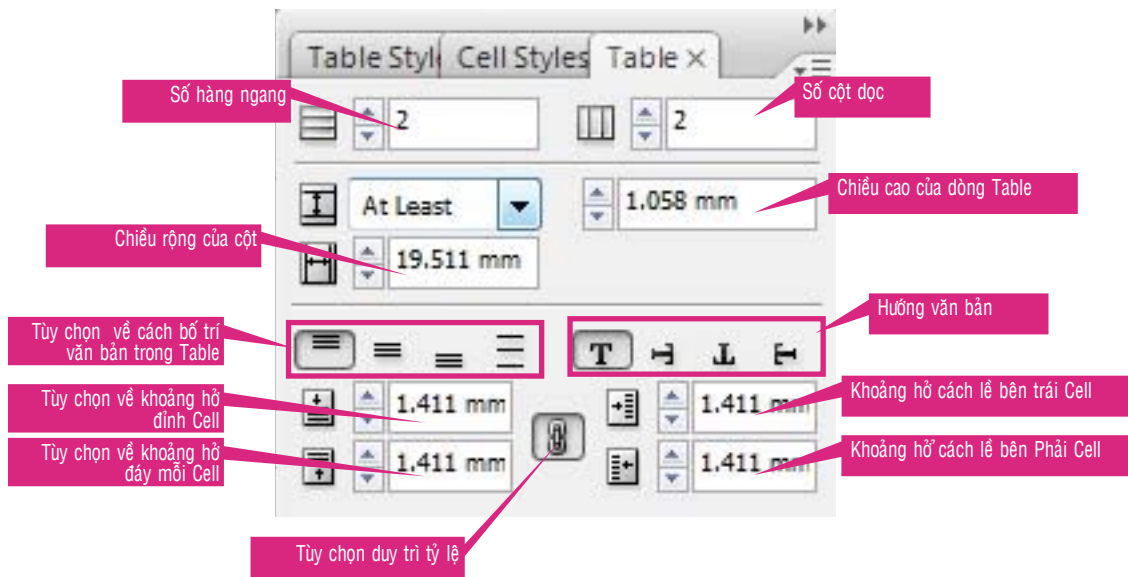 Table Styl Cell Styles Table ×
Số hàng ngang
2
2
Số cột dọc
At Least
1.058 mm
Chiều cao của dòng Table
Chiều rộng của cột
19.511 mm
Hướng văn bản
Tùy chọn về cách bố trí
văn bản trong Table
T T T T
Tùy chọn về khoảng hở
đỉnh Cell
1.411 mm
1.411 mm
Khoảng hở cách lề bên trái Cell
Tùy chọn về khoảng hở
đáy mỗi Cell
1.411 mm
1.411 mm
Khoảng hở cách lề bên Phải Cell
Tùy chọn duy trì tỷ lệ